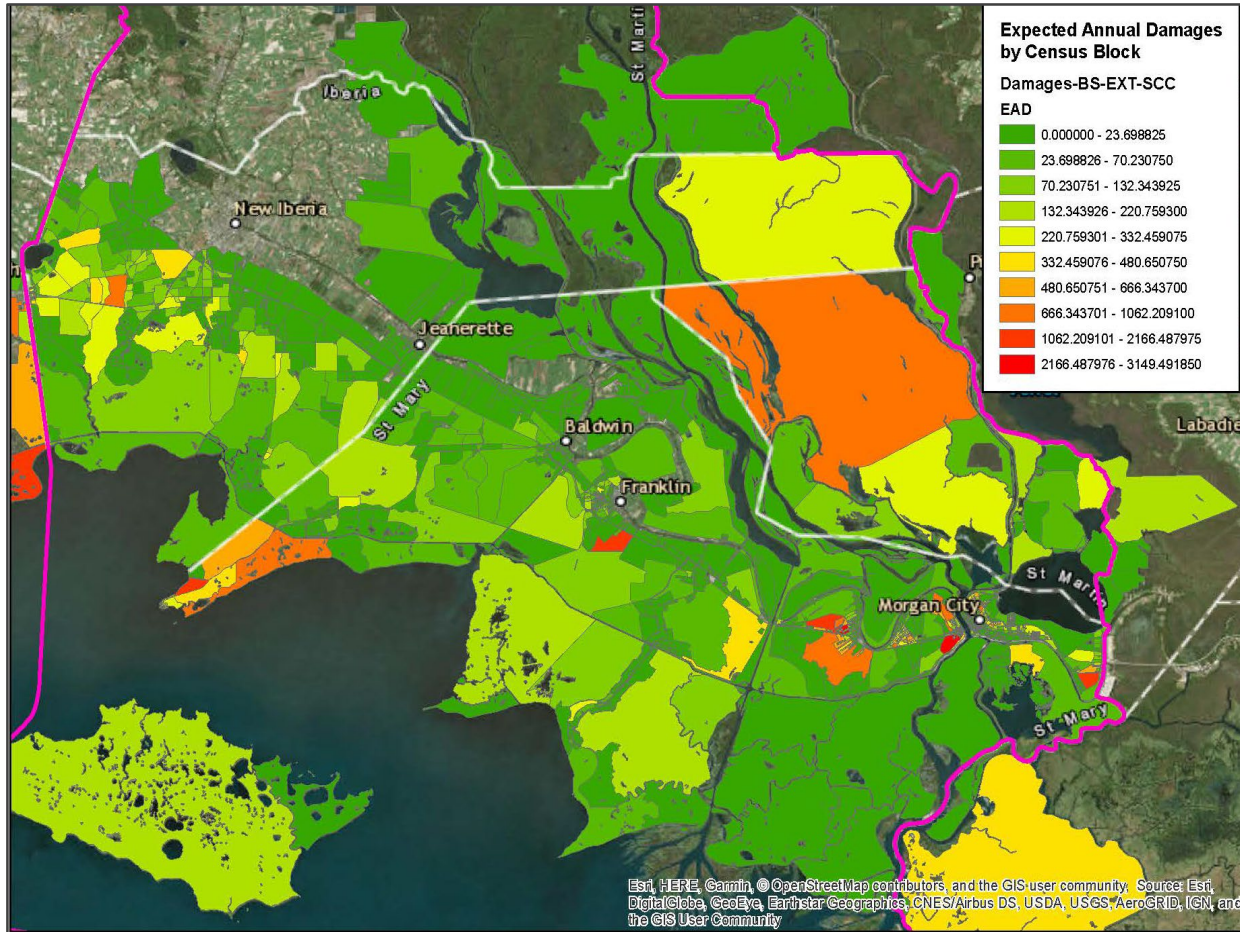 Expected Annual Damages
by Census Block
Damages-BS-EXT-SCC
EAD
0.000000 - 23.698825
23.698826 - 70.230750
70.230751 - 132.343925
132.343926 - 220.759300
220.759301 - 332.459075
332.459076 - 480.650750
480.650751 - 666.343700
666.343701 - 1062.209100
1062.209101 - 2166.487975
2166.487976 - 3149.491850
St Marti
Iberia
New Iberia
Jeanerette
St Mary
Baldwin
Franklin
Labadie
St Martin
Morgan City
St Mary
Esri, HERE, Garmin, © OpenStreetMap contributors, and the GIS user community, Source: Esri,
DigitalGlobe, GeoEye, Earthstar Geographics, CNES/Airbus DS, USDA, USGS, AeroGRID, IGN, and
the GIS User Community